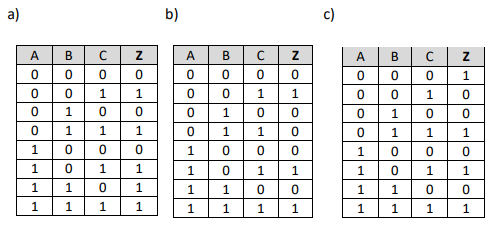 a) b) c)
A B C Z A B C Z A B C Z
0 0 0 0 0 0 0 0 0 0 0 1
0 0 1 1 0 0 1 1 0 0 1 0
0 1 0 0 0 1 0 0 0 1 0 0
0 1 1 1 0 1 1 0 0 1 1 1
1 0 0 0 1 0 0 0 1 0 0 0
1 0 1 1 1 0 1 1 1 0 1 1
1 1 0 1 1 1 0 0 1 1 0 0
1 1 1 1 1 1 1 1 1 1 1 1